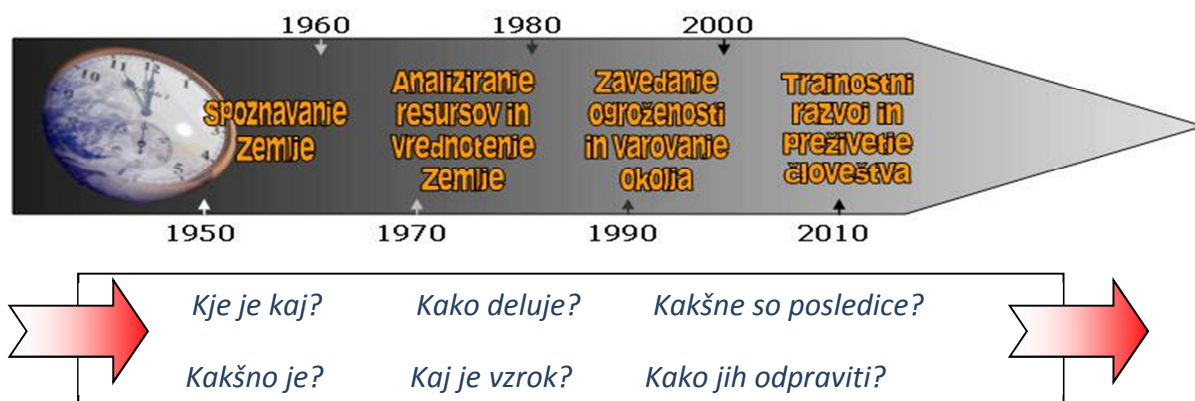 1960 1980 2000
Spoznavanje
Zemlje
Analiziranje
resursov in
vrednotenje
Zemlje
Zavedanje
ogroženosti
in varovanje
okolja
Trajnostni
razvoj in
preživetje
človeštva
1950 1970 1990 2010
Kje je kaj? Kako deluje? Kakšne so posledice?
Kakšno je? Kaj je vzrok? Kako jih odpraviti?